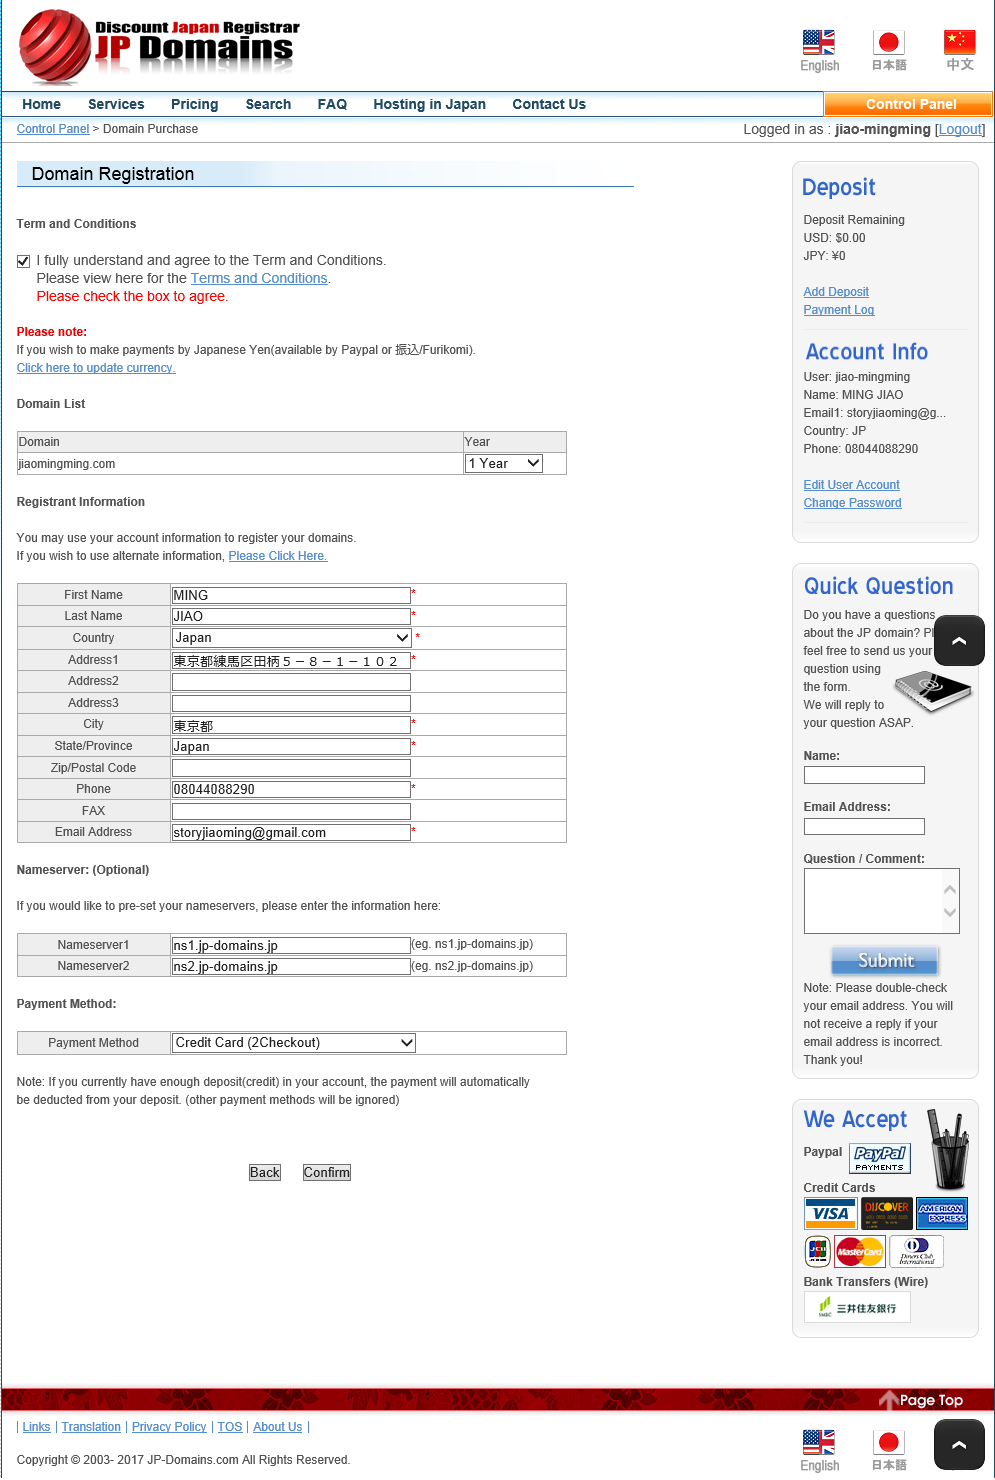 Discount Japan Registrar
JP Domains
English
日本語
中文
Home Services Pricing Search FAQ Hosting in Japan Contact Us Control Panel
Control Panel > Domain Purchase
Logged in as : jiao-mingming [Logout]
Domain Registration
Term and Conditions
I fully understand and agree to the Term and Conditions.
Please view here for the Terms and Conditions.
Please check the box to agree.
Please note:
If you wish to make payments by Japanese Yen(available by Paypal or 振込/Furikomi).
Click here to update currency.
Domain List
Domain Year
jiaomingming.com 1 Year
Registrant Information
You may use your account information to register your domains.
If you wish to use alternate information, Please Click Here.
First Name MING*
Last Name JIAO*
Country Japan *
Address1 東京都練馬区田柄５－８－１－１０２*
Address2
Address3
City 東京都*
State/Province Japan*
Zip/Postal Code
Phone 08044088290*
FAX
Email Address storyjiaoming@gmail.com*
Nameserver: (Optional)
If you would like to pre-set your nameservers, please enter the information here:
Nameserver1 ns1.jp-domains.jp (eg. ns1.jp-domains.jp)
Nameserver2 ns2.jp-domains.jp (eg. ns2.jp-domains.jp)
Payment Method:
Payment Method Credit Card (2Checkout)
Note: If you currently have enough deposit(credit) in your account, the payment will automatically
be deducted from your deposit. (other payment methods will be ignored)
Back Confirm
Deposit
Deposit Remaining
USD: $0.00
JPY: ¥0
Add Deposit
Payment Log
Account Info
User: jiao-mingming
Name: MING JIAO
Email1: storyjiaoming@g...
Country: JP
Phone: 08044088290
Edit User Account
Change Password
Quick Question
Do you have a questions
about the JP domain? Pl
feel free to send us your
question using
the form.
We will reply to
your question ASAP.
Name:
Email Address:
Question / Comment:
Submit
Note: Please double-check
your email address. You will
not receive a reply if your
email address is incorrect.
Thank you!
We Accept
Paypal PayPal
PAYMENTS
Credit Cards
VISA DISCOVER AMERICAN EXPRESS
JCB MasterCard Diners Club International
Bank Transfers (Wire)
SMBC 三井住友銀行
Page Top
| Links | Translation | Privacy Policy | TOS | About Us |
Copyright © 2003- 2017 JP-Domains.com All Rights Reserved.
English
日本語